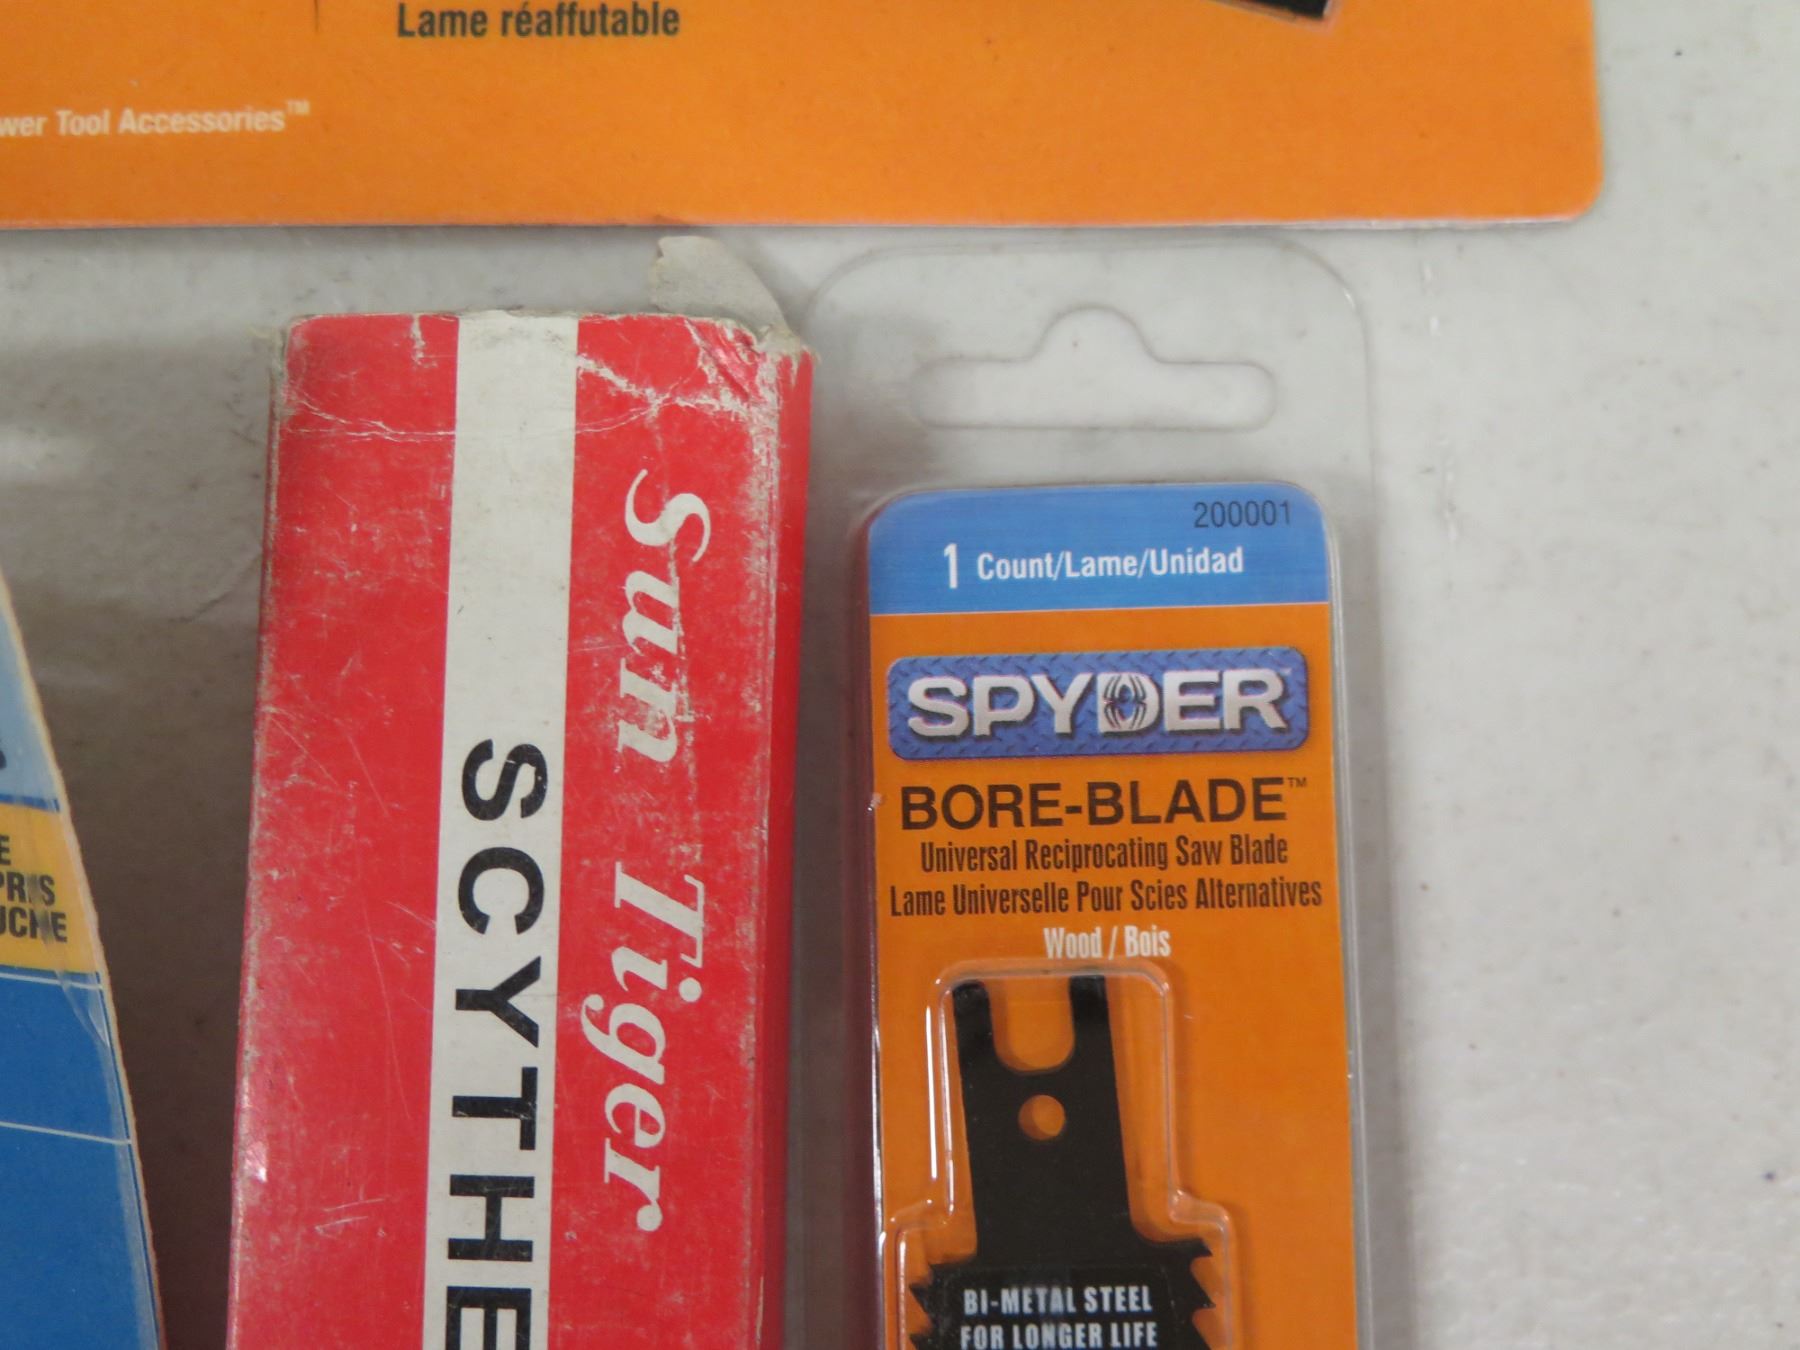 Lame réaffutable
Tool Accessories™
Sun Tiger
SCYTHE
200001
1 Count/Lame/Unidad
SPYDER
BORE-BLADE™
Universal Reciprocating Saw Blade
Lame Universelle Pour Scies Alternatives
Wood / Bois
BI-METAL STEEL
FOR LONGER LIFE